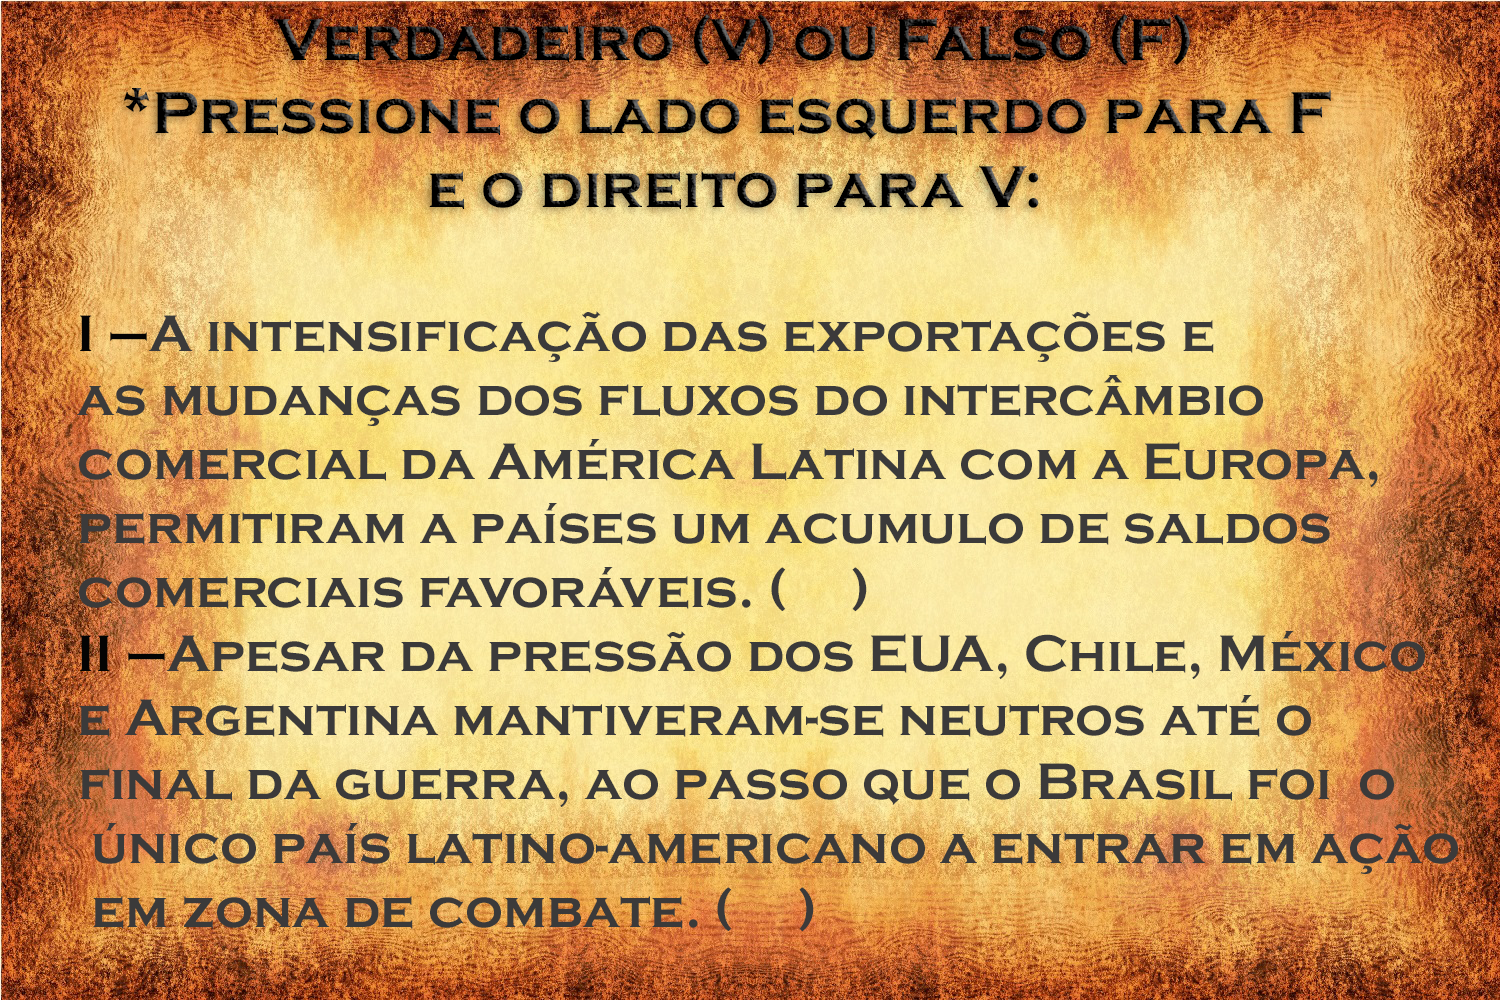 Verdadeiro (V) ou Falso (F)
*Pressione o lado esquerdo para F
e o direito para V:
I –A intensificação das exportações e
as mudanças dos fluxos do intercâmbio
comercial da América Latina com a Europa,
permitiram a países um acumulo de saldos
comerciais favoráveis. (    )
II –Apesar da pressão dos EUA, Chile, México
e Argentina mantiveram-se neutros até o
final da guerra, ao passo que o Brasil foi  o
único país latino-americano a entrar em ação
em zona de combate. (    )